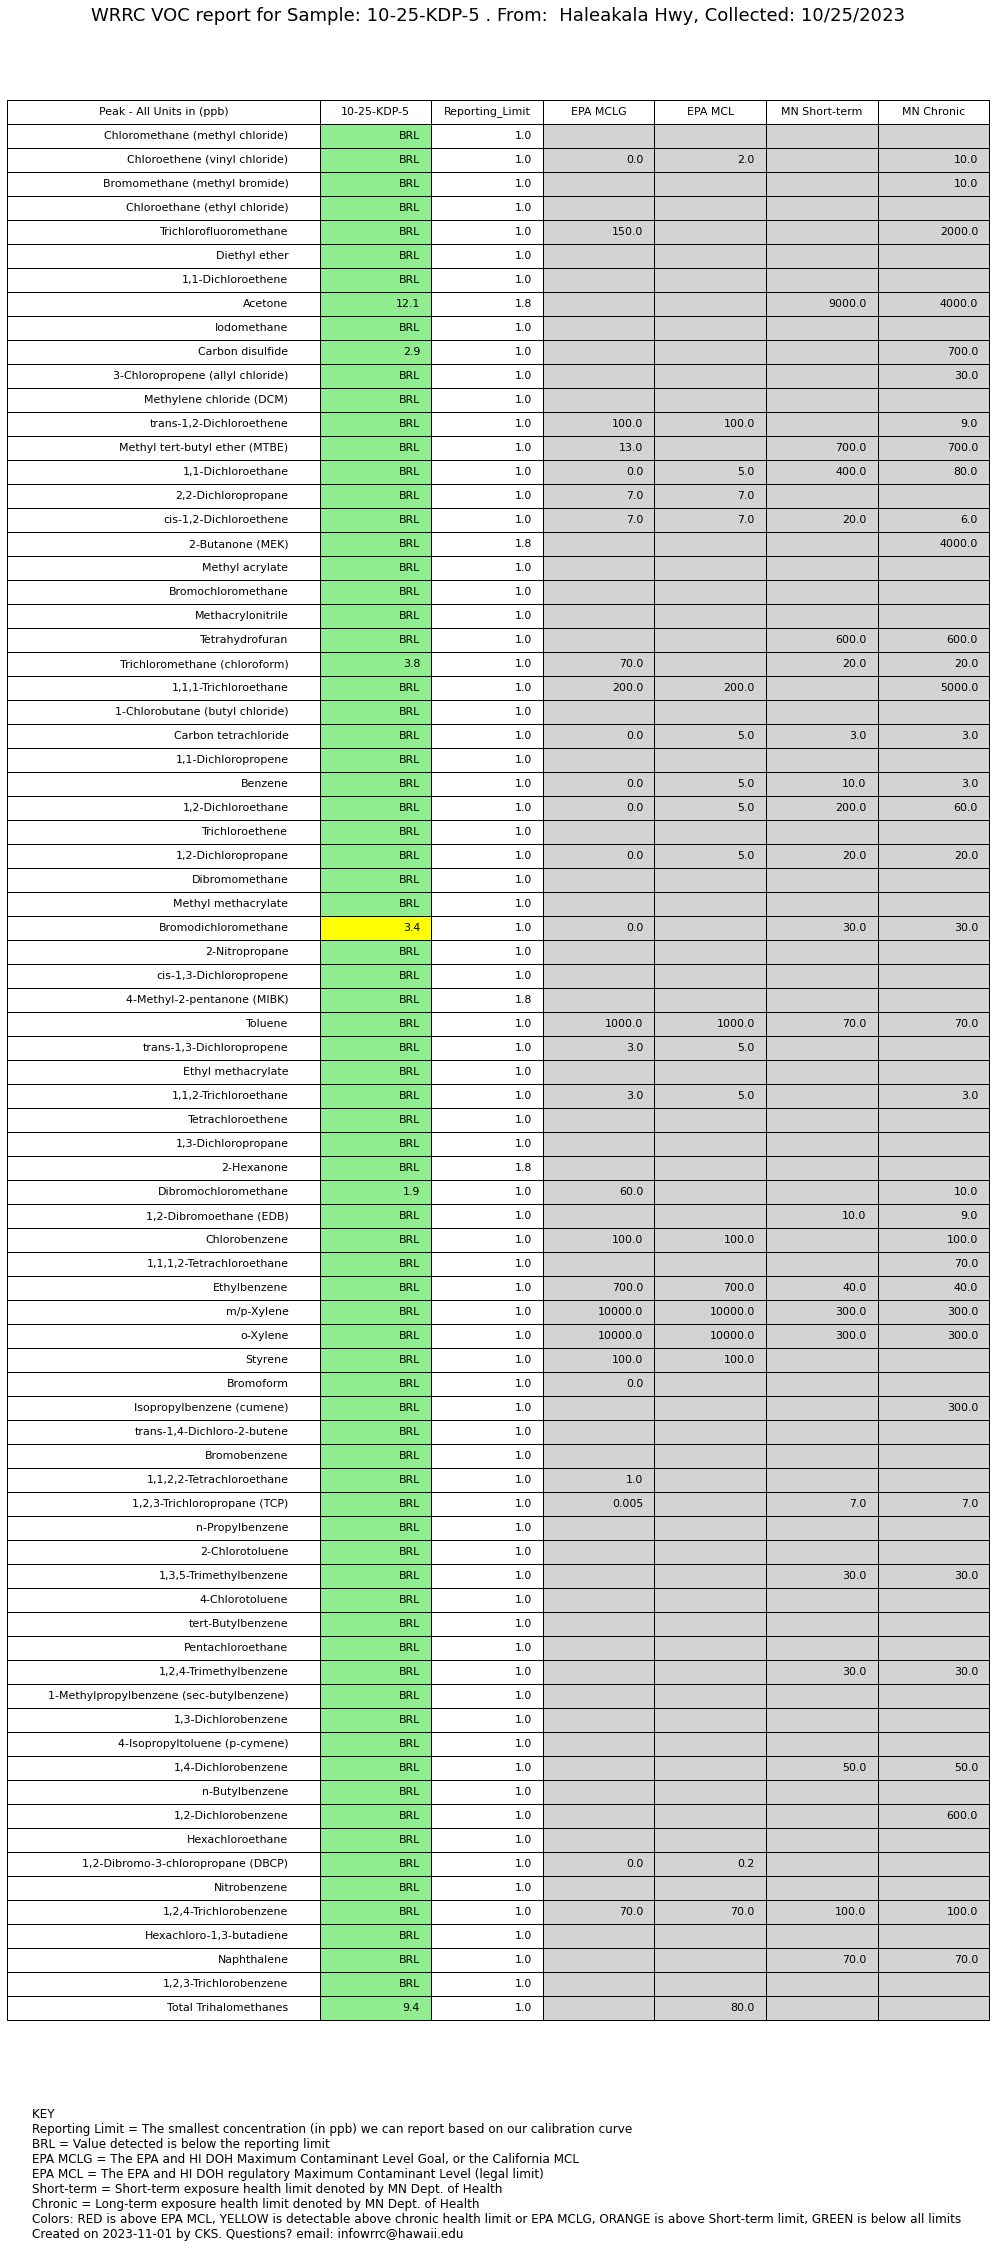 WRRC VOC report for Sample: 10-25-KDP-5 . From:  Haleakala Hwy, Collected: 10/25/2023
Peak - All Units in (ppb) 10-25-KDP-5 Reporting_Limit EPA MCLG EPA MCL MN Short-term MN Chronic
Chloromethane (methyl chloride) BRL 1.0
Chloroethene (vinyl chloride) BRL 1.0 0.0 2.0 10.0
Bromomethane (methyl bromide) BRL 1.0 10.0
Chloroethane (ethyl chloride) BRL 1.0
Trichlorofluoromethane BRL 1.0 150.0 2000.0
Diethyl ether BRL 1.0
1,1-Dichloroethene BRL 1.0
Acetone 12.1 1.8 9000.0 4000.0
Iodomethane BRL 1.0
Carbon disulfide 2.9 1.0 700.0
3-Chloropropene (allyl chloride) BRL 1.0 30.0
Methylene chloride (DCM) BRL 1.0
trans-1,2-Dichloroethene BRL 1.0 100.0 100.0 9.0
Methyl tert-butyl ether (MTBE) BRL 1.0 13.0 700.0 700.0
1,1-Dichloroethane BRL 1.0 0.0 5.0 400.0 80.0
2,2-Dichloropropane BRL 1.0 7.0 7.0
cis-1,2-Dichloroethene BRL 1.0 7.0 7.0 20.0 6.0
2-Butanone (MEK) BRL 1.8 4000.0
Methyl acrylate BRL 1.0
Bromochloromethane BRL 1.0
Methacrylonitrile BRL 1.0
Tetrahydrofuran BRL 1.0 600.0 600.0
Trichloromethane (chloroform) 3.8 1.0 70.0 20.0 20.0
1,1,1-Trichloroethane BRL 1.0 200.0 200.0 5000.0
1-Chlorobutane (butyl chloride) BRL 1.0
Carbon tetrachloride BRL 1.0 0.0 5.0 3.0 3.0
1,1-Dichloropropene BRL 1.0
Benzene BRL 1.0 0.0 5.0 10.0 3.0
1,2-Dichloroethane BRL 1.0 0.0 5.0 200.0 60.0
Trichloroethene BRL 1.0
1,2-Dichloropropane BRL 1.0 0.0 5.0 20.0 20.0
Dibromomethane BRL 1.0
Methyl methacrylate BRL 1.0
Bromodichloromethane 3.4 1.0 0.0 30.0 30.0
2-Nitropropane BRL 1.0
cis-1,3-Dichloropropene BRL 1.0
4-Methyl-2-pentanone (MIBK) BRL 1.8
Toluene BRL 1.0 1000.0 1000.0 70.0 70.0
trans-1,3-Dichloropropene BRL 1.0 3.0 5.0
Ethyl methacrylate BRL 1.0
1,1,2-Trichloroethane BRL 1.0 3.0 5.0 3.0
Tetrachloroethene BRL 1.0
1,3-Dichloropropane BRL 1.0
2-Hexanone BRL 1.8
Dibromochloromethane 1.9 1.0 60.0 10.0
1,2-Dibromoethane (EDB) BRL 1.0 10.0 9.0
Chlorobenzene BRL 1.0 100.0 100.0 100.0
1,1,1,2-Tetrachloroethane BRL 1.0 70.0
Ethylbenzene BRL 1.0 700.0 700.0 40.0 40.0
m/p-Xylene BRL 1.0 10000.0 10000.0 300.0 300.0
o-Xylene BRL 1.0 10000.0 10000.0 300.0 300.0
Styrene BRL 1.0 100.0 100.0
Bromoform BRL 1.0 0.0
Isopropylbenzene (cumene) BRL 1.0 300.0
trans-1,4-Dichloro-2-butene BRL 1.0
Bromobenzene BRL 1.0
1,1,2,2-Tetrachloroethane BRL 1.0 1.0
1,2,3-Trichloropropane (TCP) BRL 1.0 0.005 7.0 7.0
n-Propylbenzene BRL 1.0
2-Chlorotoluene BRL 1.0
1,3,5-Trimethylbenzene BRL 1.0 30.0 30.0
4-Chlorotoluene BRL 1.0
tert-Butylbenzene BRL 1.0
Pentachloroethane BRL 1.0
1,2,4-Trimethylbenzene BRL 1.0 30.0 30.0
1-Methylpropylbenzene (sec-butylbenzene) BRL 1.0
1,3-Dichlorobenzene BRL 1.0
4-Isopropyltoluene (p-cymene) BRL 1.0
1,4-Dichlorobenzene BRL 1.0 50.0 50.0
n-Butylbenzene BRL 1.0
1,2-Dichlorobenzene BRL 1.0 600.0
Hexachloroethane BRL 1.0
1,2-Dibromo-3-chloropropane (DBCP) BRL 1.0 0.0 0.2
Nitrobenzene BRL 1.0
1,2,4-Trichlorobenzene BRL 1.0 70.0 70.0 100.0 100.0
Hexachloro-1,3-butadiene BRL 1.0
Naphthalene BRL 1.0 70.0 70.0
1,2,3-Trichlorobenzene BRL 1.0
Total Trihalomethanes 9.4 1.0 80.0
KEY
Reporting Limit = The smallest concentration (in ppb) we can report based on our calibration curve
BRL = Value detected is below the reporting limit
EPA MCLG = The EPA and HI DOH Maximum Contaminant Level Goal, or the California MCL
EPA MCL = The EPA and HI DOH regulatory Maximum Contaminant Level (legal limit)
Short-term = Short-term exposure health limit denoted by MN Dept. of Health
Chronic = Long-term exposure health limit denoted by MN Dept. of Health
Colors: RED is above EPA MCL, YELLOW is detectable above chronic health limit or EPA MCLG, ORANGE is above Short-term limit, GREEN is below all limits
Created on 2023-11-01 by CKS. Questions? email: infowrrc@hawaii.edu